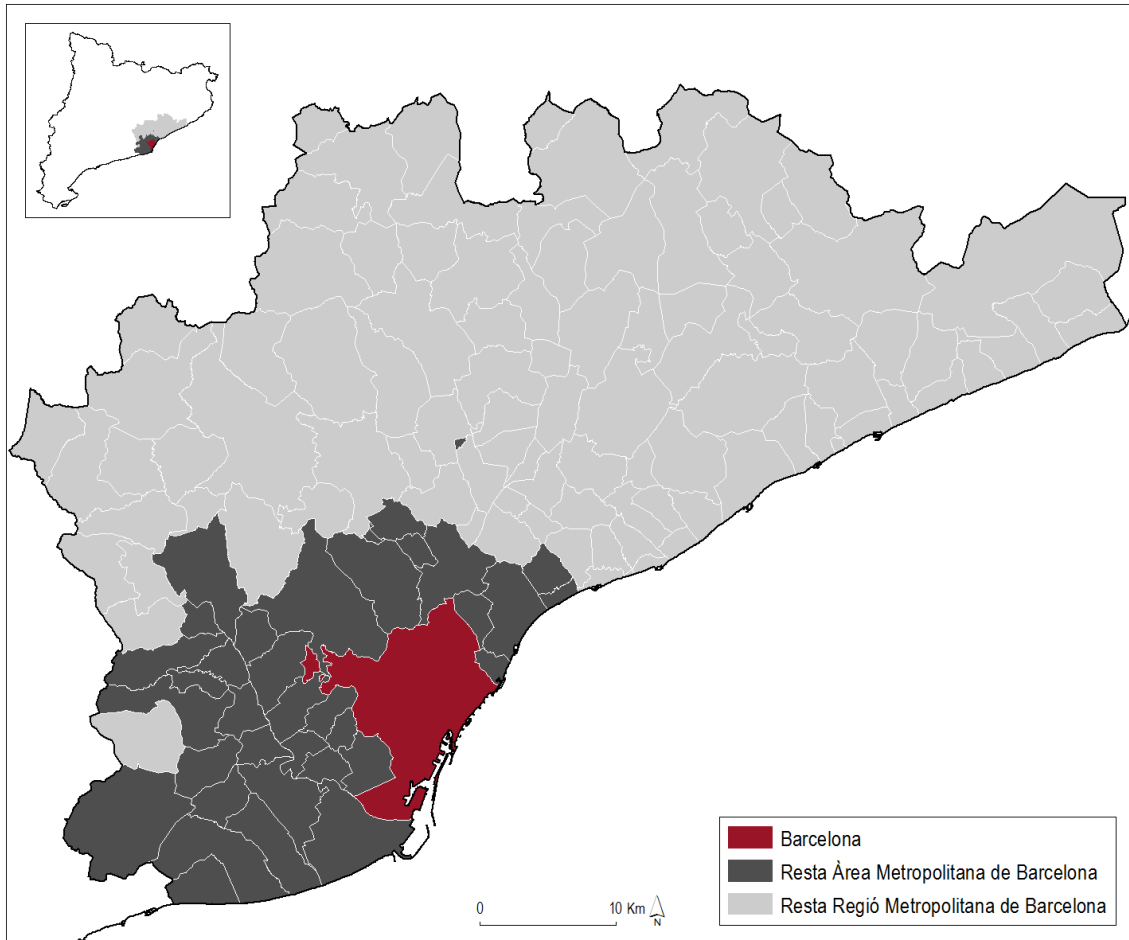 Barcelona
Resta Àrea Metropolitana de Barcelona
Resta Regió Metropolitana de Barcelona
0 10 Km
N